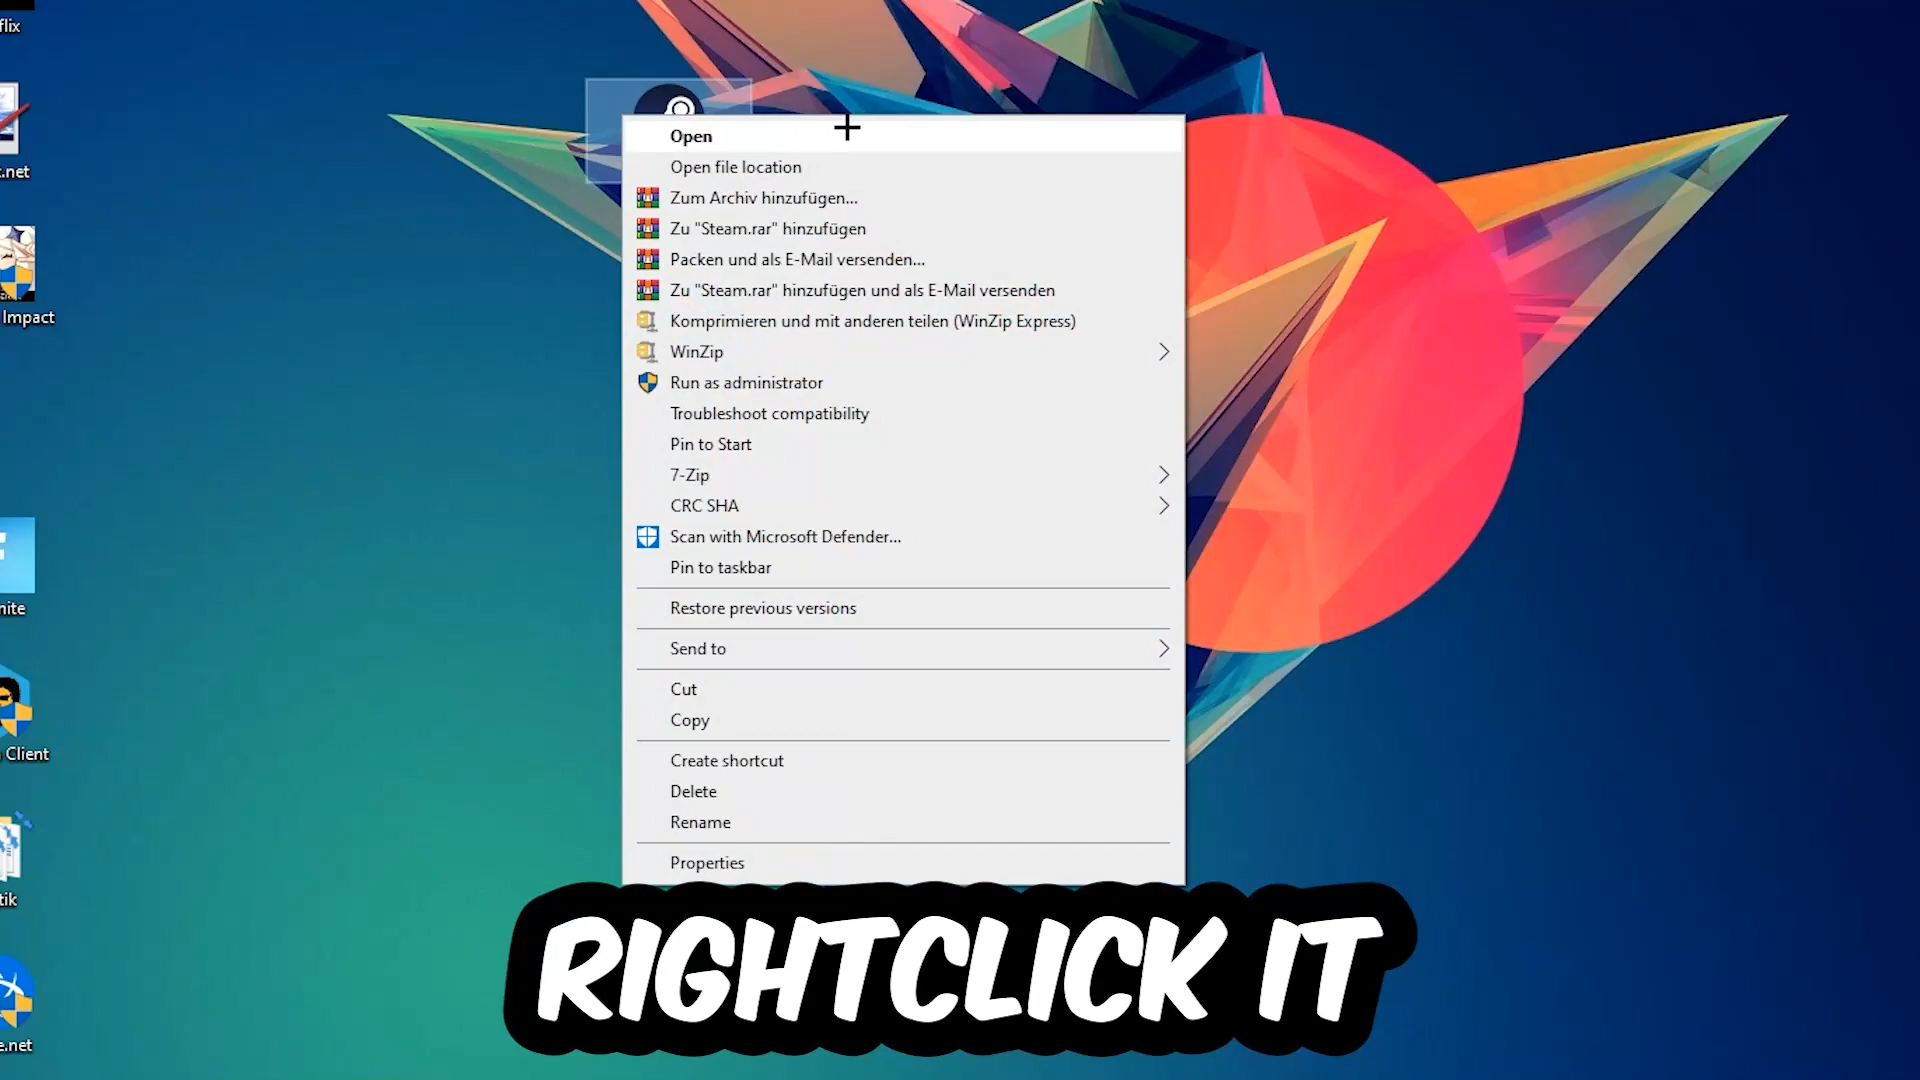 flix
.net
Impact
nite
Client
tik
e.net
Open
Open file location
Zum Archiv hinzufügen...
Zu "Steam.rar" hinzufügen
Packen und als E-Mail versenden...
Zu "Steam.rar" hinzufügen und als E-Mail versenden
Komprimieren und mit anderen teilen (WinZip Express)
WinZip
Run as administrator
Troubleshoot compatibility
Pin to Start
7-Zip
CRC SHA
Scan with Microsoft Defender...
Pin to taskbar
Restore previous versions
Send to
Cut
Copy
Create shortcut
Delete
Rename
Properties
RIGHTCLICK IT